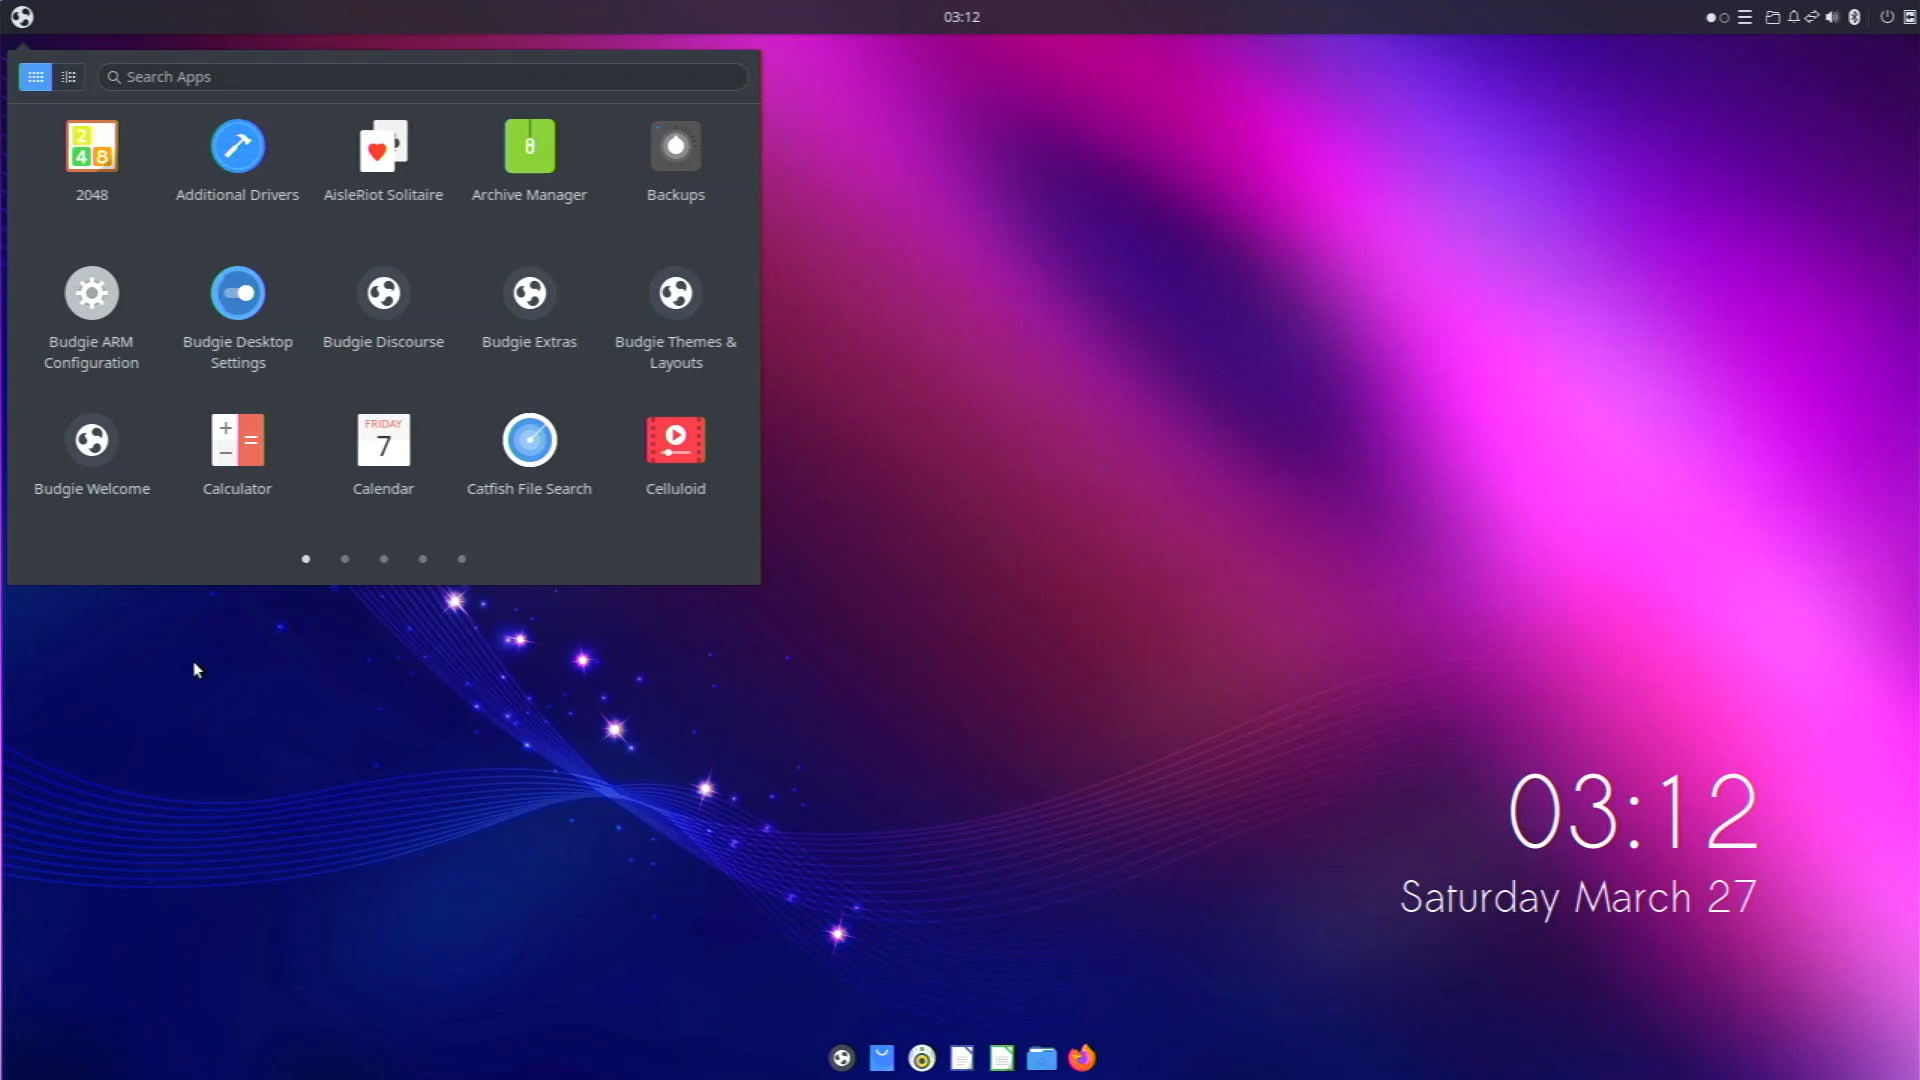 03:12
Search Apps
2
4 8
2048
Additional Drivers
AisleRiot Solitaire
Archive Manager
Backups
Budgie ARM
Configuration
Budgie Desktop
Settings
Budgie Discourse
Budgie Extras
Budgie Themes &
Layouts
FRIDAY
7
+
−
=
Budgie Welcome
Calculator
Calendar
Catfish File Search
Celluloid
03:12
Saturday March 27